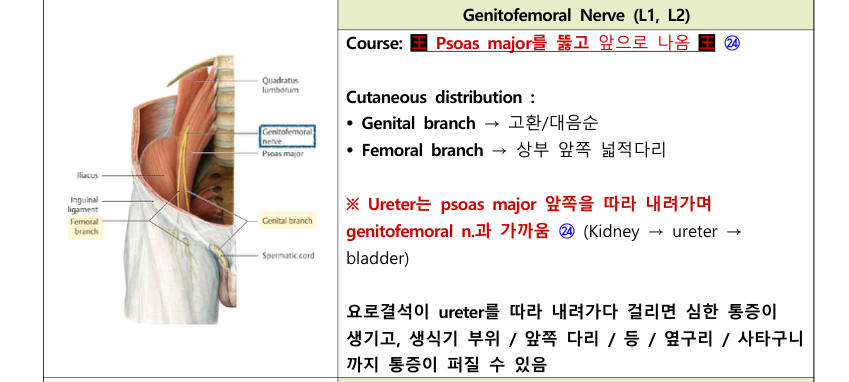 Genitofemoral Nerve (L1, L2)
Quadratus
lumborum
Genitofemoral
nerve
Psoas major
Iliacus
Inguinal
ligament
Femoral
branch
Genital branch
Spermatic cord
Course: 王 Psoas major를 뚫고 앞으로 나옴 王 ㉔
Cutaneous distribution :
• Genital branch → 고환/대음순
• Femoral branch → 상부 앞쪽 넓적다리
※ Ureter는 psoas major 앞쪽을 따라 내려가며
genitofemoral n.과 가까움 ㉔ (Kidney → ureter →
bladder)
요로결석이 ureter를 따라 내려가다 걸리면 심한 통증이
생기고, 생식기 부위 / 앞쪽 다리 / 등 / 옆구리 / 사타구니
까지 통증이 퍼질 수 있음